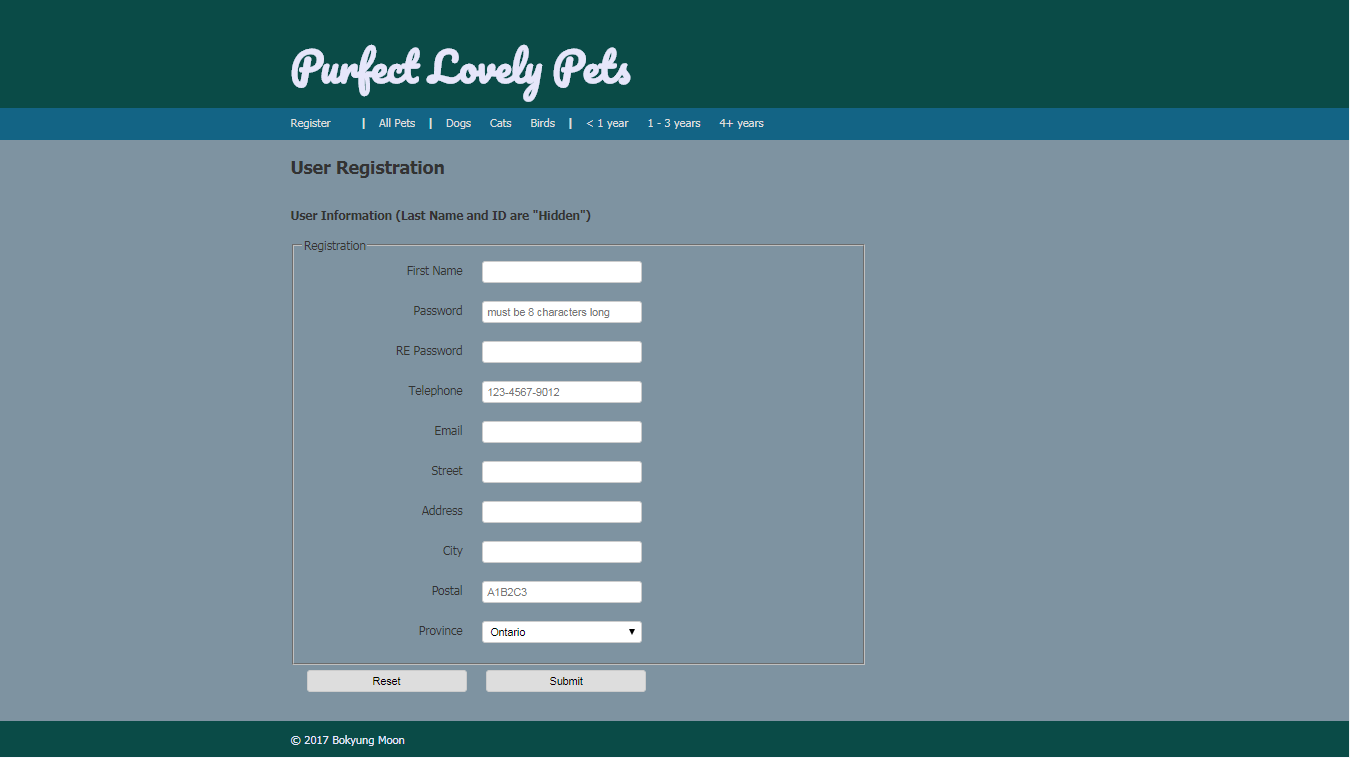 Purfect Lovely Pets
Register | All Pets | Dogs Cats Birds | < 1 year 1 - 3 years 4+ years
User Registration
User Information (Last Name and ID are "Hidden")
Registration
First Name
Password must be 8 characters long
RE Password
Telephone 123-4567-9012
Email
Street
Address
City
Postal A1B2C3
Province Ontario
Reset Submit
© 2017 Bokyung Moon